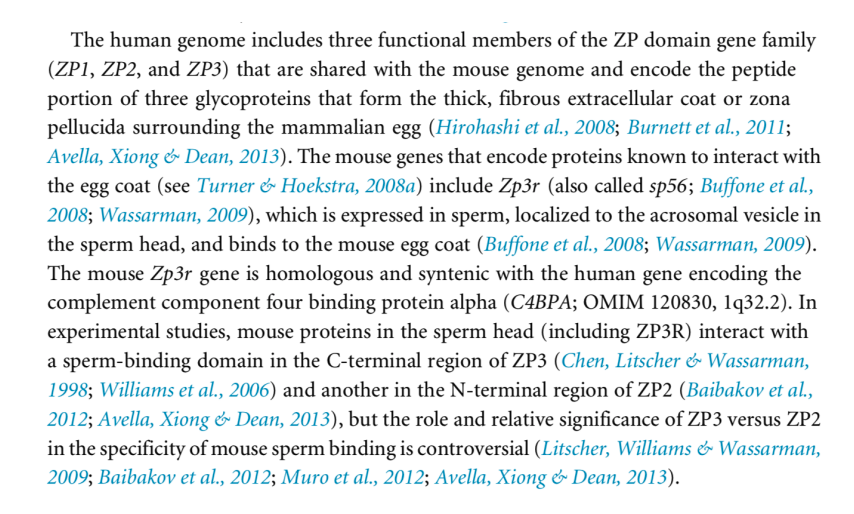 The human genome includes three functional members of the ZP domain gene family
(ZP1, ZP2, and ZP3) that are shared with the mouse genome and encode the peptide
portion of three glycoproteins that form the thick, fibrous extracellular coat or zona
pellucida surrounding the mammalian egg (Hirohashi et al., 2008; Burnett et al., 2011;
Avella, Xiong & Dean, 2013). The mouse genes that encode proteins known to interact with
the egg coat (see Turner & Hoekstra, 2008a) include Zp3r (also called sp56; Buffone et al.,
2008; Wassarman, 2009), which is expressed in sperm, localized to the acrosomal vesicle in
the sperm head, and binds to the mouse egg coat (Buffone et al., 2008; Wassarman, 2009).
The mouse Zp3r gene is homologous and syntenic with the human gene encoding the
complement component four binding protein alpha (C4BPA; OMIM 120830, 1q32.2). In
experimental studies, mouse proteins in the sperm head (including ZP3R) interact with
a sperm-binding domain in the C-terminal region of ZP3 (Chen, Litscher & Wassarman,
1998; Williams et al., 2006) and another in the N-terminal region of ZP2 (Baibakov et al.,
2012; Avella, Xiong & Dean, 2013), but the role and relative significance of ZP3 versus ZP2
in the specificity of mouse sperm binding is controversial (Litscher, Williams & Wassarman,
2009; Baibakov et al., 2012; Muro et al., 2012; Avella, Xiong & Dean, 2013).